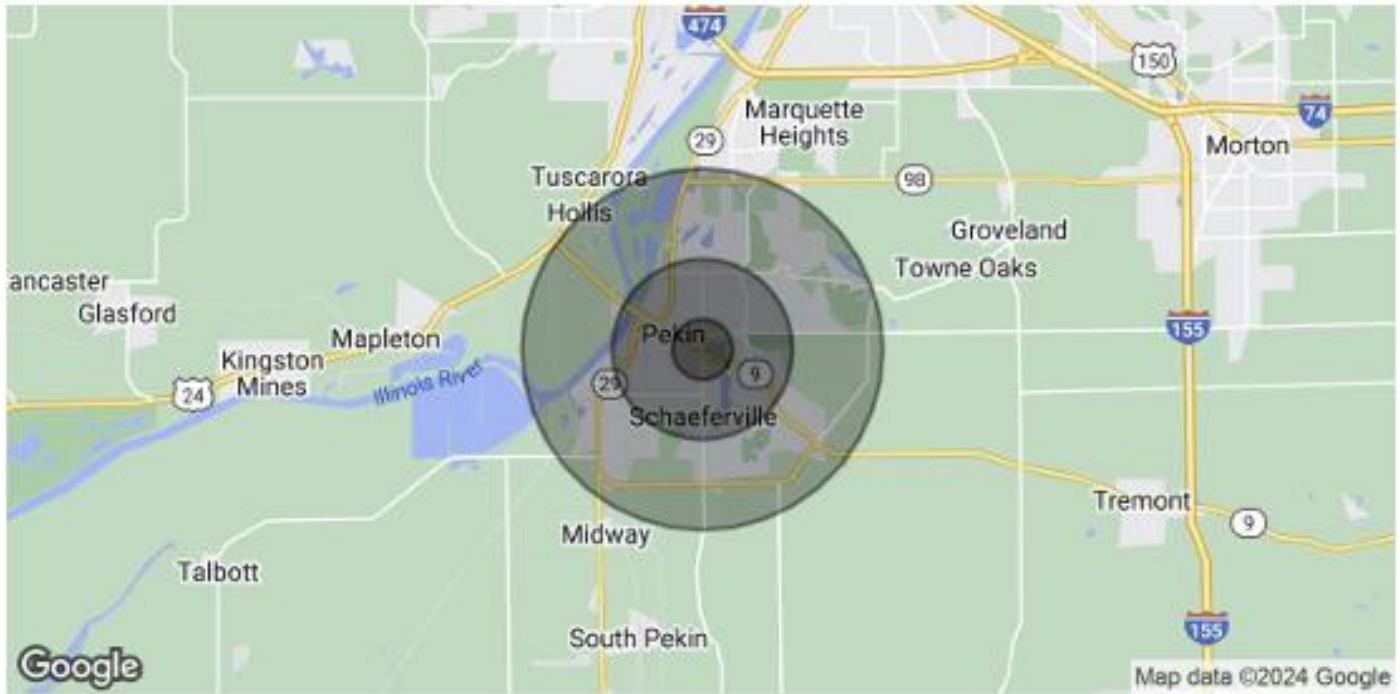 474
150
74
Marquette
Heights
29
Morton
Tuscarora
98
Hollis
Groveland
Towne Oaks
ancaster
Glasford
Mapleton
Pekin
155
Kingston
Mines
24
Illinois River
29
9
Schaeferville
Tremont
9
Midway
Talbott
South Pekin
155
Google
Map data ©2024 Google